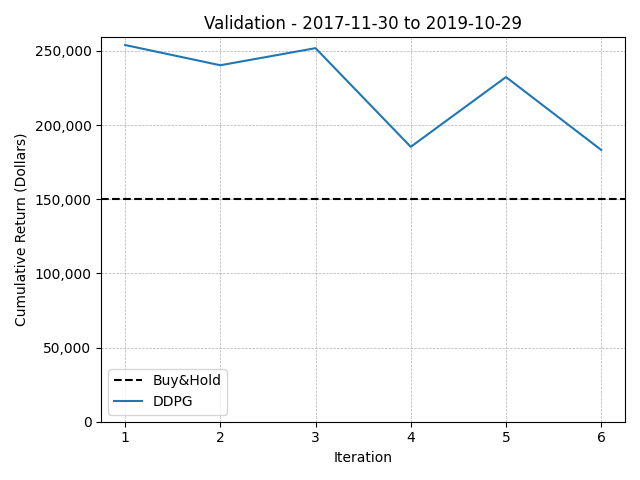 Validation - 2017-11-30 to 2019-10-29
Cumulative Return (Dollars)
250,000
200,000
150,000
100,000
50,000
0
Buy&Hold
DDPG
1 2 3 4 5 6
Iteration